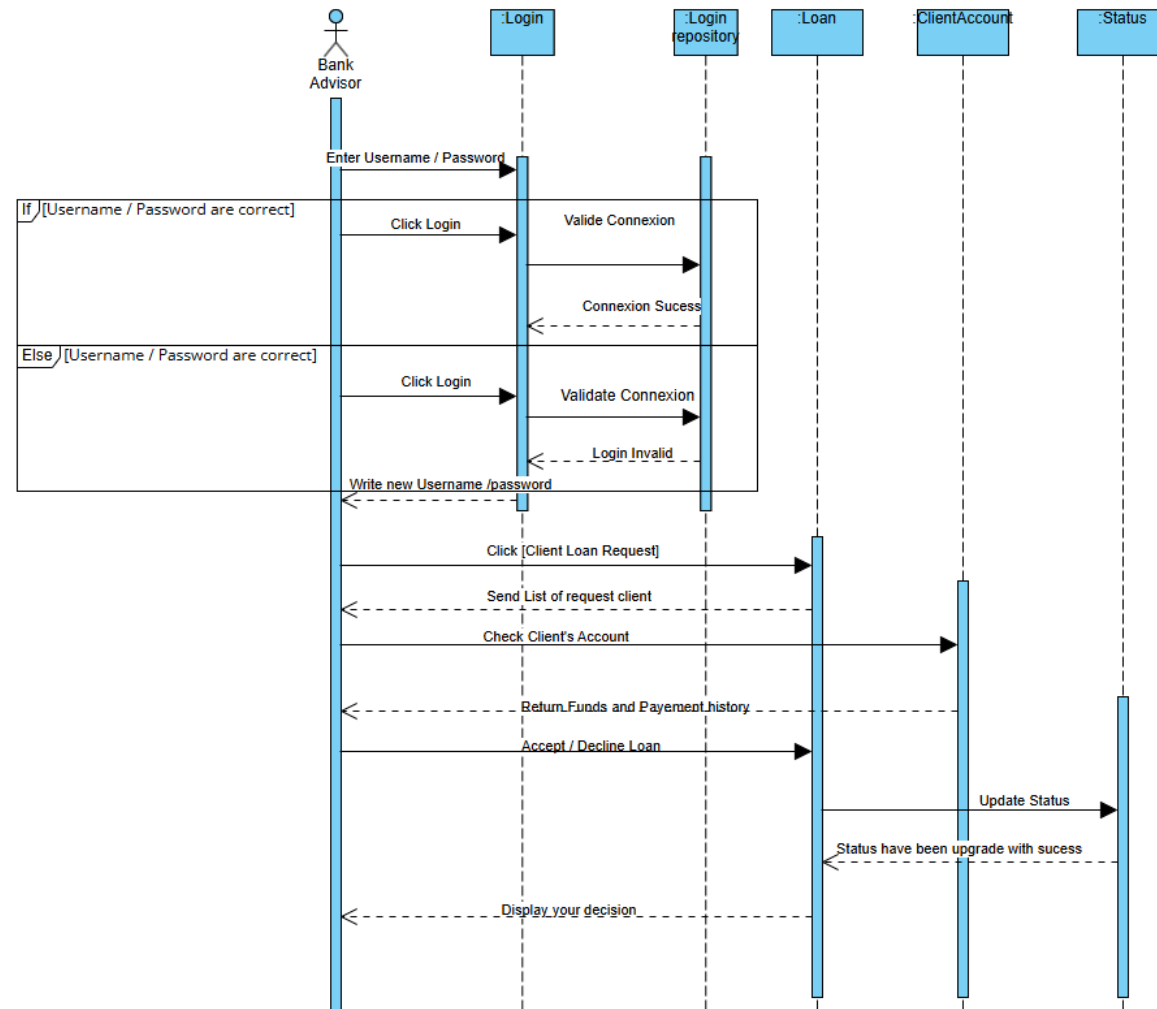 :Login
:Login
repository
:Loan
:ClientAccount
:Status
Bank
Advisor
Enter Username / Password
If [Username / Password are correct]
Click Login
Valide Connexion
Connexion Sucess
Else [Username / Password are correct]
Click Login
Validate Connexion
Login Invalid
Write new Username /password
Click [Client Loan Request]
Send List of request client
Check Client's Account
Return Funds and Payement history
Accept / Decline Loan
Update Status
Status have been upgrade with sucess
Display your decision